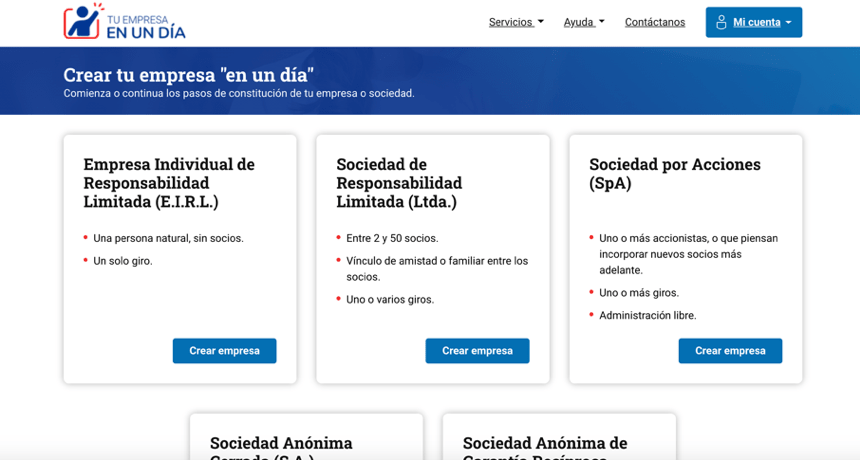 TU EMPRESA
EN UN DÍA
Servicios
Ayuda
Contáctanos
Mi cuenta
Crear tu empresa "en un día"
Comienza o continua los pasos de constitución de tu empresa o sociedad.
Empresa Individual de
Responsabilidad
Limitada (E.I.R.L.)
Una persona natural, sin socios.
Un solo giro.
Crear empresa
Sociedad de
Responsabilidad
Limitada (Ltda.)
Entre 2 y 50 socios.
Vínculo de amistad o familiar entre los
socios.
Uno o varios giros.
Crear empresa
Sociedad por Acciones
(SpA)
Uno o más accionistas, o que piensan
incorporar nuevos socios más
adelante.
Uno o más giros.
Administración libre.
Crear empresa
Sociedad Anónima
Cerrada (S.A.)
Sociedad Anónima de
Garantía Recíproca